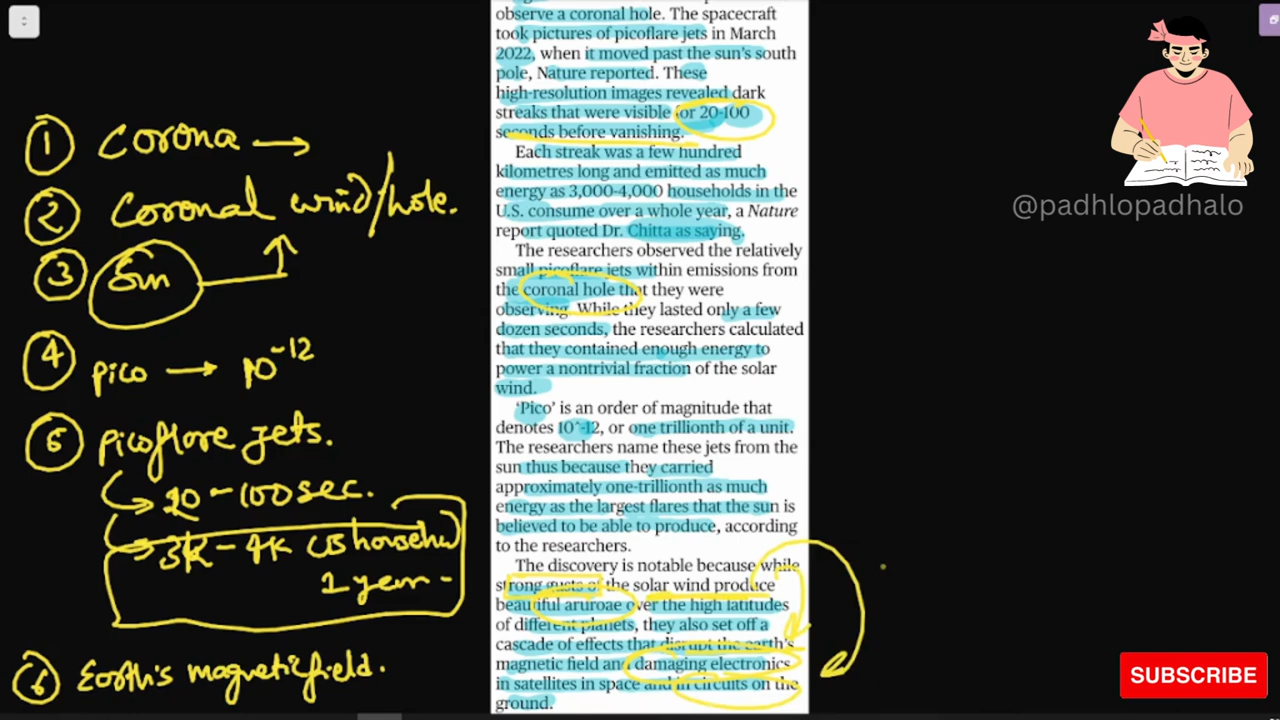 ① Corona →
② Coronal wind/hole.
③ Sun
④ pico → 10-12
⑤ Picoflare Jets.
20-100 sec.
3K-4K US household
1 year -
⑥ Earth's magnetic field.
observe a coronal hole. The spacecraft
took pictures of picoflare jets in March
2022, when it moved past the sun's south
pole, Nature reported. These
high-resolution images revealed dark
streaks that were visible for 20-100
seconds before vanishing.
Each streak was a few hundred
kilometres long and emitted as much
energy as 3,000-4,000 households in the
U.S. consume over a whole year, a Nature
report quoted Dr. Chitta as saying.
The researchers observed the relatively
small picoflare jets within emissions from
the coronal hole that they were
observing. While they lasted only a few
dozen seconds, the researchers calculated
that they contained enough energy to
power a nontrivial fraction of the solar
wind.
'Pico' is an order of magnitude that
denotes 10^-12, or one trillionth of a unit.
The researchers name these jets from the
sun thus because they carried
approximately one-trillionth as much
energy as the largest flares that the sun is
believed to be able to produce, according
to the researchers.
The discovery is notable because while
strong gusts of the solar wind produce
beautiful aruroae over the high latitudes
of different planets, they also set off a
cascade of effects that disrupt the earth's
magnetic field and damaging electronics
in satellites in space and in circuits on the
ground.
@padhlopadhalo
SUBSCRIBE